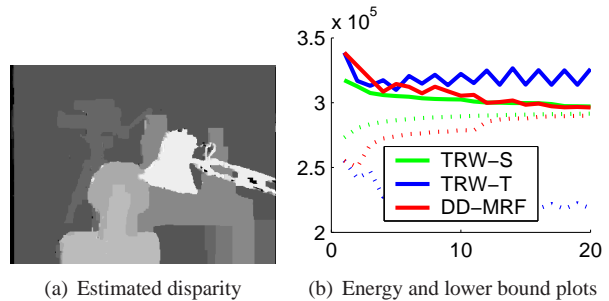 x 10^5
3.5
3
2.5
2
TRW−S
TRW−T
DD−MRF
0 10 20
(a) Estimated disparity
(b) Energy and lower bound plots